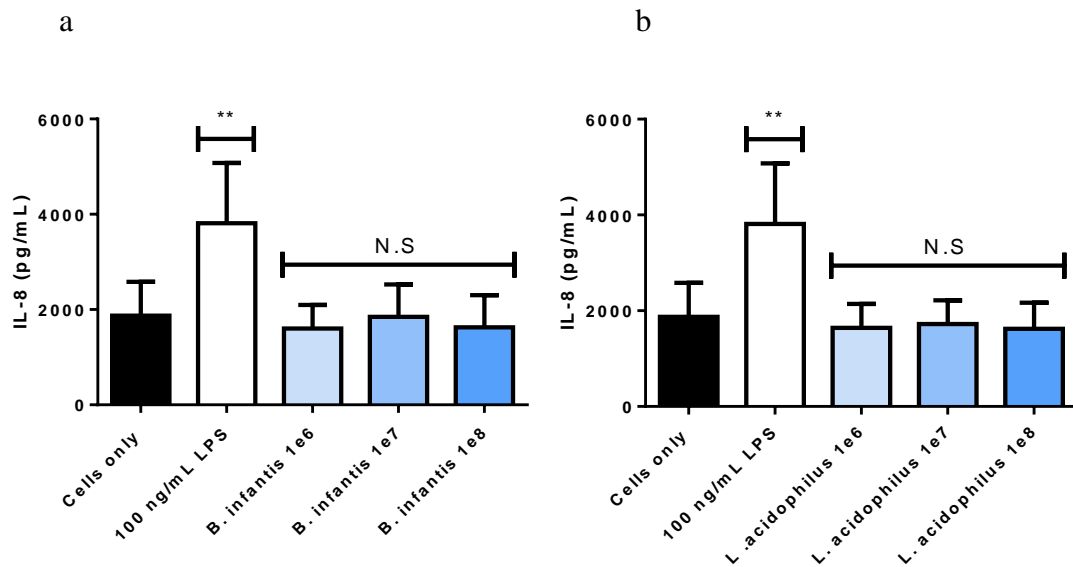 a
b
**
N.S
6000
4000
2000
0
IL-8 (pg/mL)
Cells only
100 ng/mL LPS
B. infantis 1e6
B. infantis 1e7
B. infantis 1e8
**
N.S
6000
4000
2000
0
IL-8 (pg/mL)
Cells only
100 ng/mL LPS
L .acidophilus 1e6
L. acidophilus 1e7
L. acidophilus 1e8